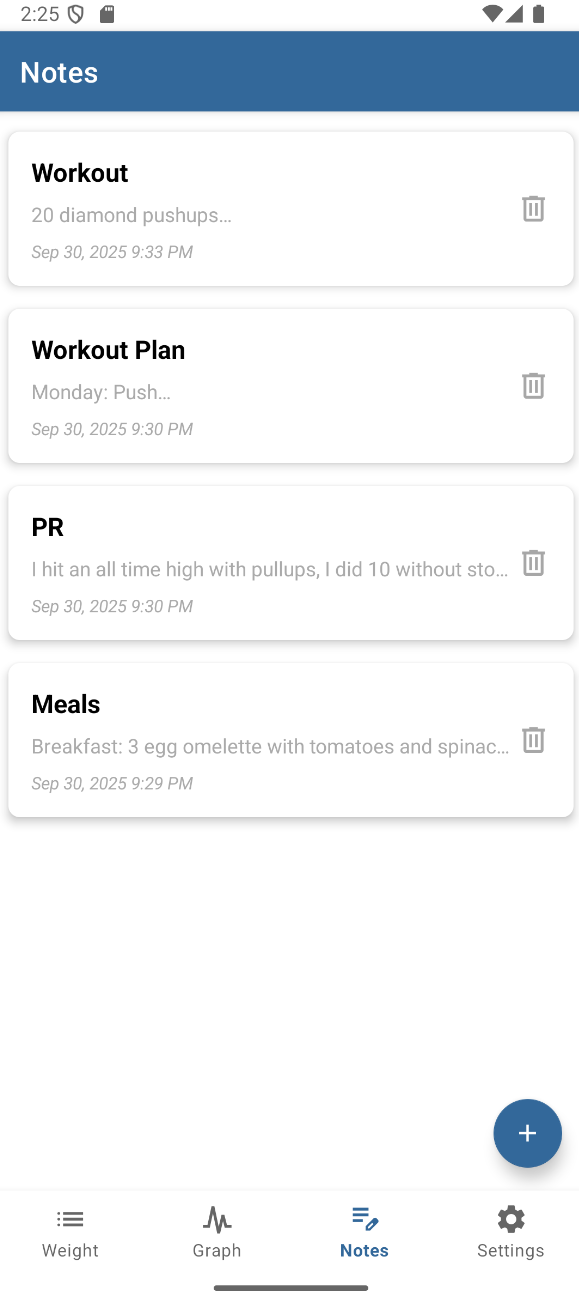 2:25
Notes
Workout
20 diamond pushups...
Sep 30, 2025 9:33 PM
Workout Plan
Monday: Push...
Sep 30, 2025 9:30 PM
PR
I hit an all time high with pullups, I did 10 without sto...
Sep 30, 2025 9:30 PM
Meals
Breakfast: 3 egg omelette with tomatoes and spinac...
Sep 30, 2025 9:29 PM
+
Weight Graph Notes Settings